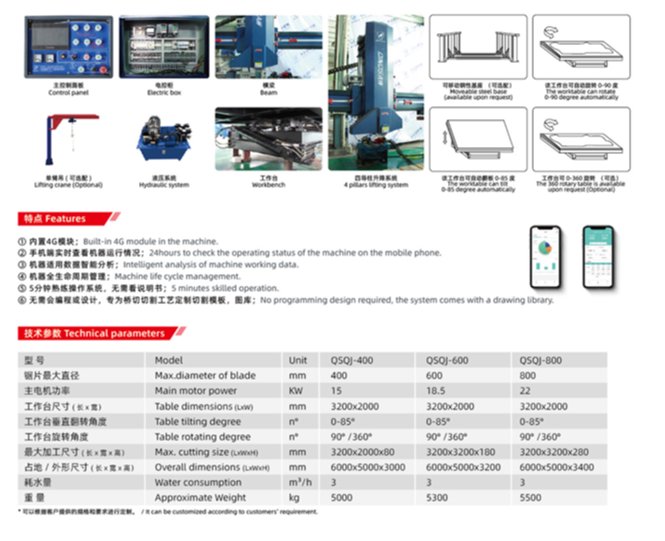 主控制面板
Control panel
电控柜
Electric box
横梁
Beam
可移动钢性基座 （可选配）
Moveable steel base
(available upon request)
该工作台可自动旋转 0-90 度
The worktable can rotate
0-90 degree automatically
单臂吊 ( 可选配 )
Lifting crane (Optional)
液压系统
Hydraulic system
工作台
Workbench
四导柱升降系统
4 pillars lifting system
该工作台可自动翻板 0-85 度
The worktable can tilt
0-85 degree automatically
工作台可 0-360 旋转 （可选）
The 360 rotary table is available
upon request (Optional)
特点 Features
① 内置4G模块；Built-in 4G module in the machine.
② 手机端实时查看机器运行情况；24hours to check the operating status of the machine on the mobile phone.
③ 机器适用数据智能分析；Intelligent analysis of machine working data.
④ 机器全生命周期管理；Machine life cycle management.
⑤ 5分钟熟练操作系统，无需看说明书；5 minutes skilled operation.
⑥ 无需会编程或设计，专为桥切切割工艺定制切割模板，图库；No programming design required, the system comes with a drawing library.
技术参数 Technical parameters
型 号 Model Unit QSQJ-400 QSQJ-600 QSQJ-800
锯片最大直径 Max.diameter of blade mm 400 600 800
主电机功率 Main motor power KW 15 18.5 22
工作台尺寸 ( 长 x 宽 ) Table dimensions (LxW) mm 3200x2000 3200x2000 3200x2000
工作台垂直翻转角度 Table tilting degree n° 0-85° 0-85° 0-85°
工作台旋转角度 Table rotating degree n° 90° /360° 90° /360° 90° /360°
最大加工尺寸 ( 长 x 宽 x 高 ) Max. cutting size (LxWxH) mm 3200x2000x80 3200x3200x180 3200x3200x280
占地 / 外形尺寸 ( 长 x 宽 x 高 ) Overall dimensions (LxWxH) mm 6000x5000x3000 6000x5000x3200 6000x5000x3400
耗水量 Water consumption m³/h 3 3 3
重 量 Approximate Weight kg 5000 5300 5500
* 可以根据客户提供的规格和要求进行定制。 / It can be customized according to customers' requirement.